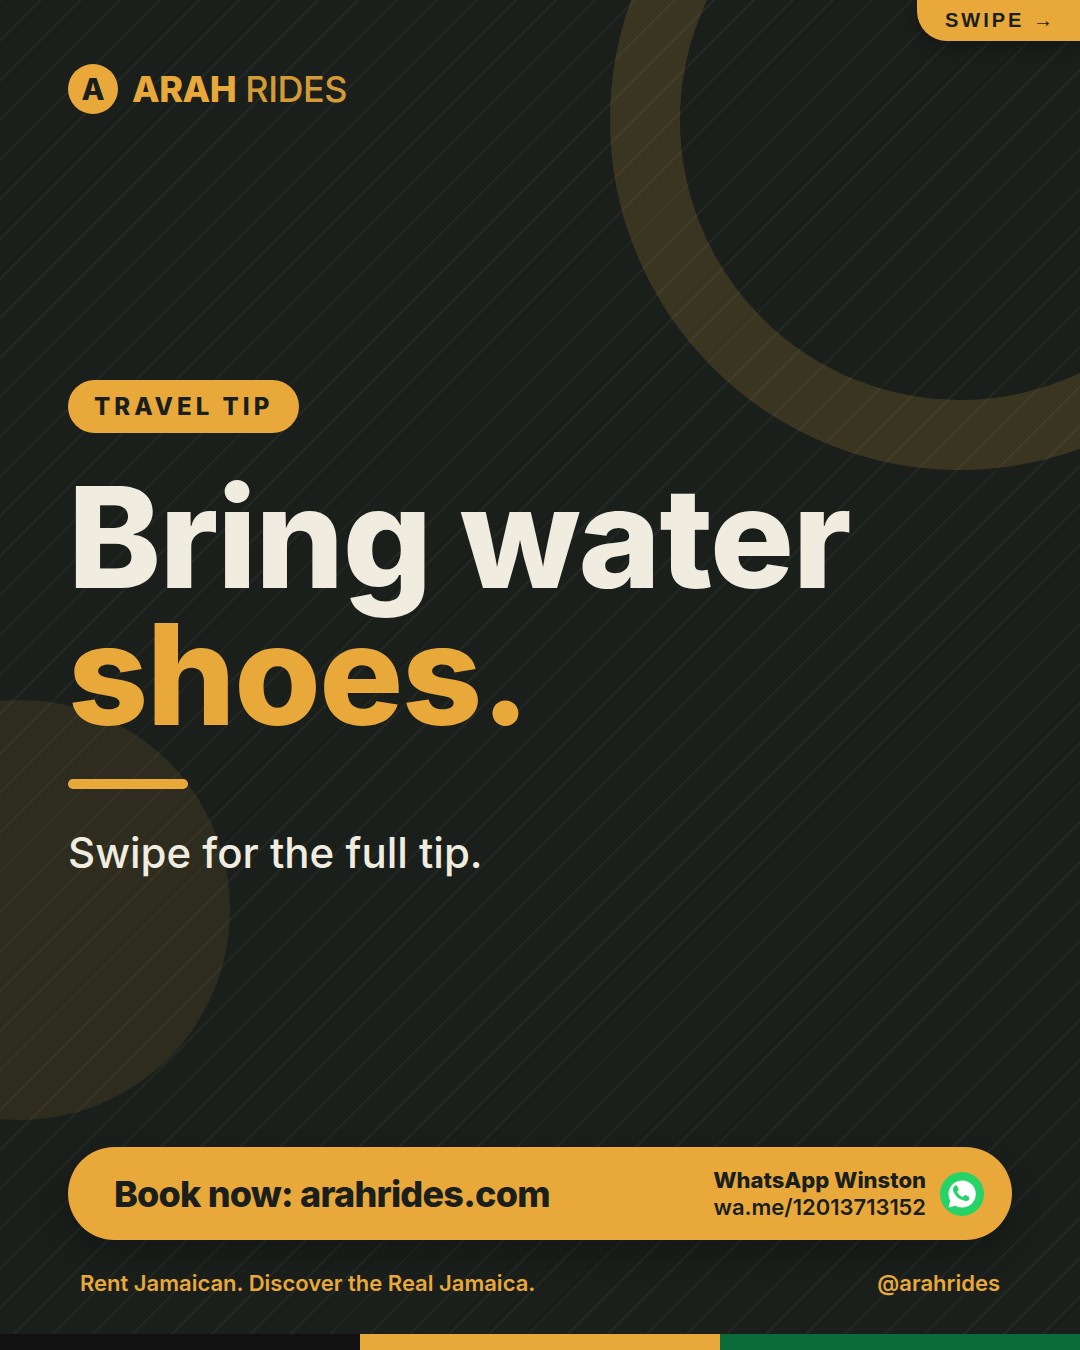 SWIPE →
A ARAH RIDES
TRAVEL TIP
Bring water
shoes.
Swipe for the full tip.
Book now: arahrides.com
WhatsApp Winston
wa.me/12013713152
Rent Jamaican. Discover the Real Jamaica.
@arahrides